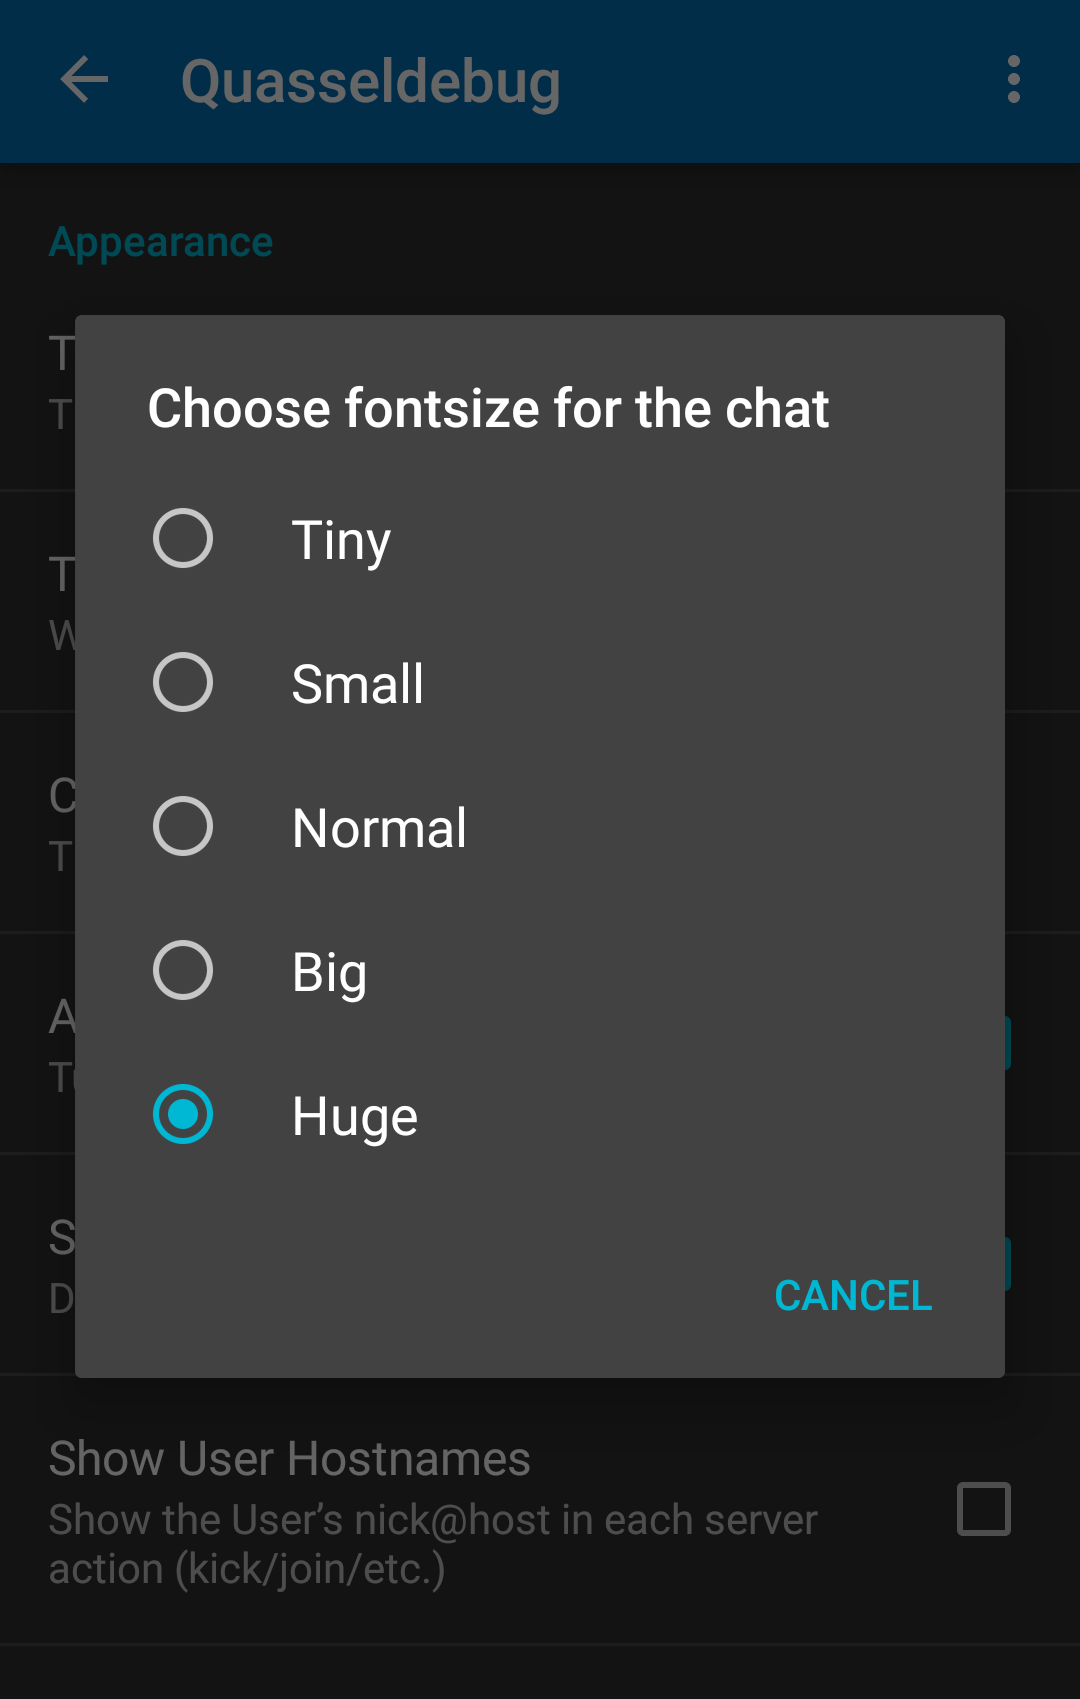 Quasseldebug
Appearance
Choose fontsize for the chat
Tiny
Small
Normal
Big
Huge
CANCEL
Show User Hostnames
Show the User’s nick@host in each server
action (kick/join/etc.)